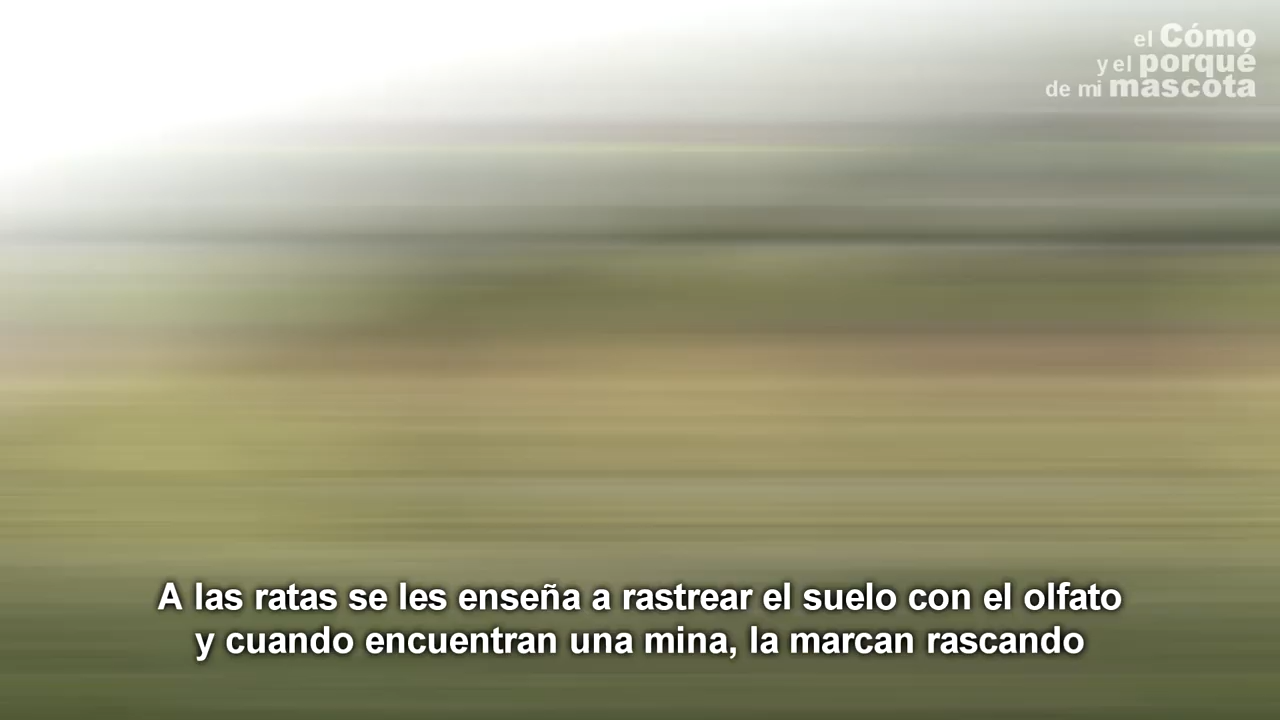 el Cómo
y el porqué
de mi mascota
A las ratas se les enseña a rastrear el suelo con el olfato
y cuando encuentran una mina, la marcan rascando